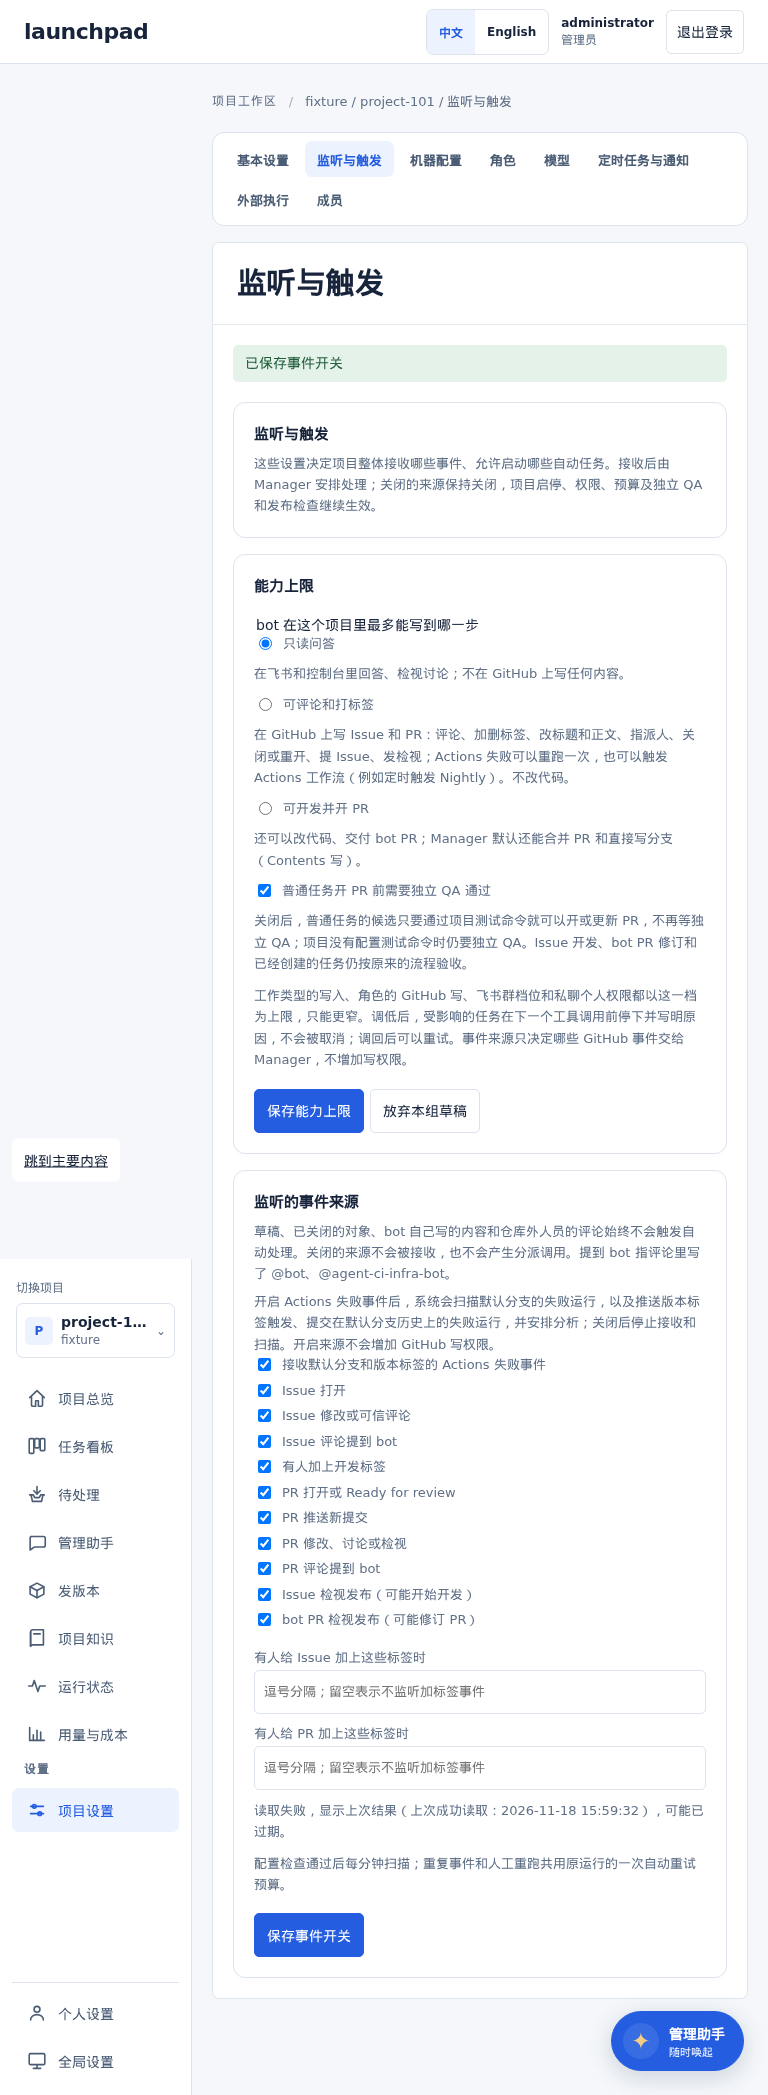 launchpad
中文 English
administrator
管理员
退出登录
项目工作区 / fixture / project-101 / 监听与触发
基本设置 监听与触发 机器配置 角色 模型 定时任务与通知
外部执行 成员
监听与触发
已保存事件开关
监听与触发
这些设置决定项目整体接收哪些事件、允许启动哪些自动任务。接收后由
Manager 安排处理；关闭的来源保持关闭，项目启停、权限、预算及独立 QA
和发布检查继续生效。
能力上限
bot 在这个项目里最多能写到哪一步
只读问答
在飞书和控制台里回答、检视讨论；不在 GitHub 上写任何内容。
可评论和打标签
在 GitHub 上写 Issue 和 PR：评论、加删标签、改标题和正文、指派人、关
闭或重开、提 Issue、发检视；Actions 失败可以重跑一次，也可以触发
Actions 工作流（例如定时触发 Nightly）。不改代码。
可开发并开 PR
还可以改代码、交付 bot PR；Manager 默认还能合并 PR 和直接写分支
（Contents 写）。
普通任务开 PR 前需要独立 QA 通过
关闭后，普通任务的候选只要通过项目测试命令就可以开或更新 PR，不再等独
立 QA；项目没有配置测试命令时仍要独立 QA。Issue 开发、bot PR 修订和
已经创建的任务仍按原来的流程验收。
工作类型的写入、角色的 GitHub 写、飞书群档位和私聊个人权限都以这一档
为上限，只能更窄。调低后，受影响的任务在下一个工具调用前停下并写明原
因，不会被取消；调回后可以重试。事件来源只决定哪些 GitHub 事件交给
Manager，不增加写权限。
保存能力上限 放弃本组草稿
监听的事件来源
草稿、已关闭的对象、bot 自己写的内容和仓库外人员的评论始终不会触发自
动处理。关闭的来源不会被接收，也不会产生分派调用。提到 bot 指评论里写
了 @bot、@agent-ci-infra-bot。
开启 Actions 失败事件后，系统会扫描默认分支的失败运行，以及推送版本标
签触发、提交在默认分支历史上的失败运行，并安排分析；关闭后停止接收和
扫描。开启来源不会增加 GitHub 写权限。
接收默认分支和版本标签的 Actions 失败事件
Issue 打开
Issue 修改或可信评论
Issue 评论提到 bot
有人加上开发标签
PR 打开或 Ready for review
PR 推送新提交
PR 修改、讨论或检视
PR 评论提到 bot
Issue 检视发布（可能开始开发）
bot PR 检视发布（可能修订 PR）
有人给 Issue 加上这些标签时
逗号分隔；留空表示不监听加标签事件
有人给 PR 加上这些标签时
逗号分隔；留空表示不监听加标签事件
读取失败，显示上次结果（上次成功读取：2026-11-18 15:59:32），可能已
过期。
配置检查通过后每分钟扫描；重复事件和人工重跑共用原运行的一次自动重试
预算。
保存事件开关
跳到主要内容
切换项目
P project-1…
fixture
项目总览
任务看板
待处理
管理助手
发版本
项目知识
运行状态
用量与成本
设置
项目设置
个人设置
全局设置
管理助手
随时唤起